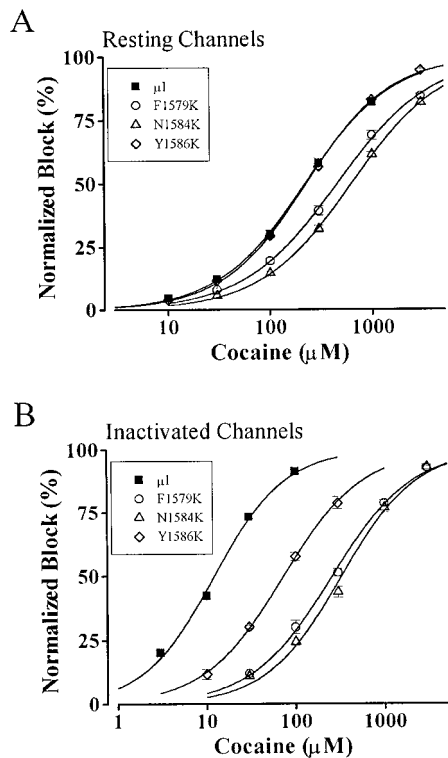 A
Resting Channels
100
75
50
25
0
Normalized Block (%)
μ1
F1579K
N1584K
Y1586K
10
100
1000
Cocaine (μM)
B
Inactivated Channels
100
75
50
25
0
Normalized Block (%)
μ1
F1579K
N1584K
Y1586K
1
10
100
1000
Cocaine (μM)